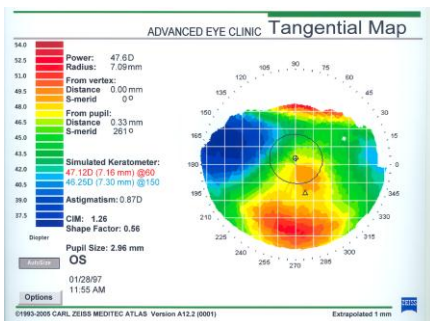 ADVANCED EYE CLINIC Tangential Map
54.0
52.5
51.0
49.5
48.0
46.5
45.0
43.5
42.0
40.5
39.0
37.5
Diopter
Power: 47.6D
Radius: 7.09mm
From vertex:
Distance 0.00 mm
S-merid 0º
From pupil:
Distance 0.33 mm
S-merid 261º
Simulated Keratometer:
47.12D (7.16 mm) @60
46.25D (7.30 mm) @150
Astigmatism: 0.87D
CIM: 1.26
Shape Factor: 0.56
Pupil Size: 2.96 mm
AutoSize
OS
01/28/97
11:55 AM
Options
105
90
75
120
60
45
150
30
165
15
180
0
195
345
210
330
225
315
240
300
255
270
285
ZEISS
©1993-2005 CARL ZEISS MEDITEC ATLAS Version A12.2 (0001)
Extrapolated 1 mm